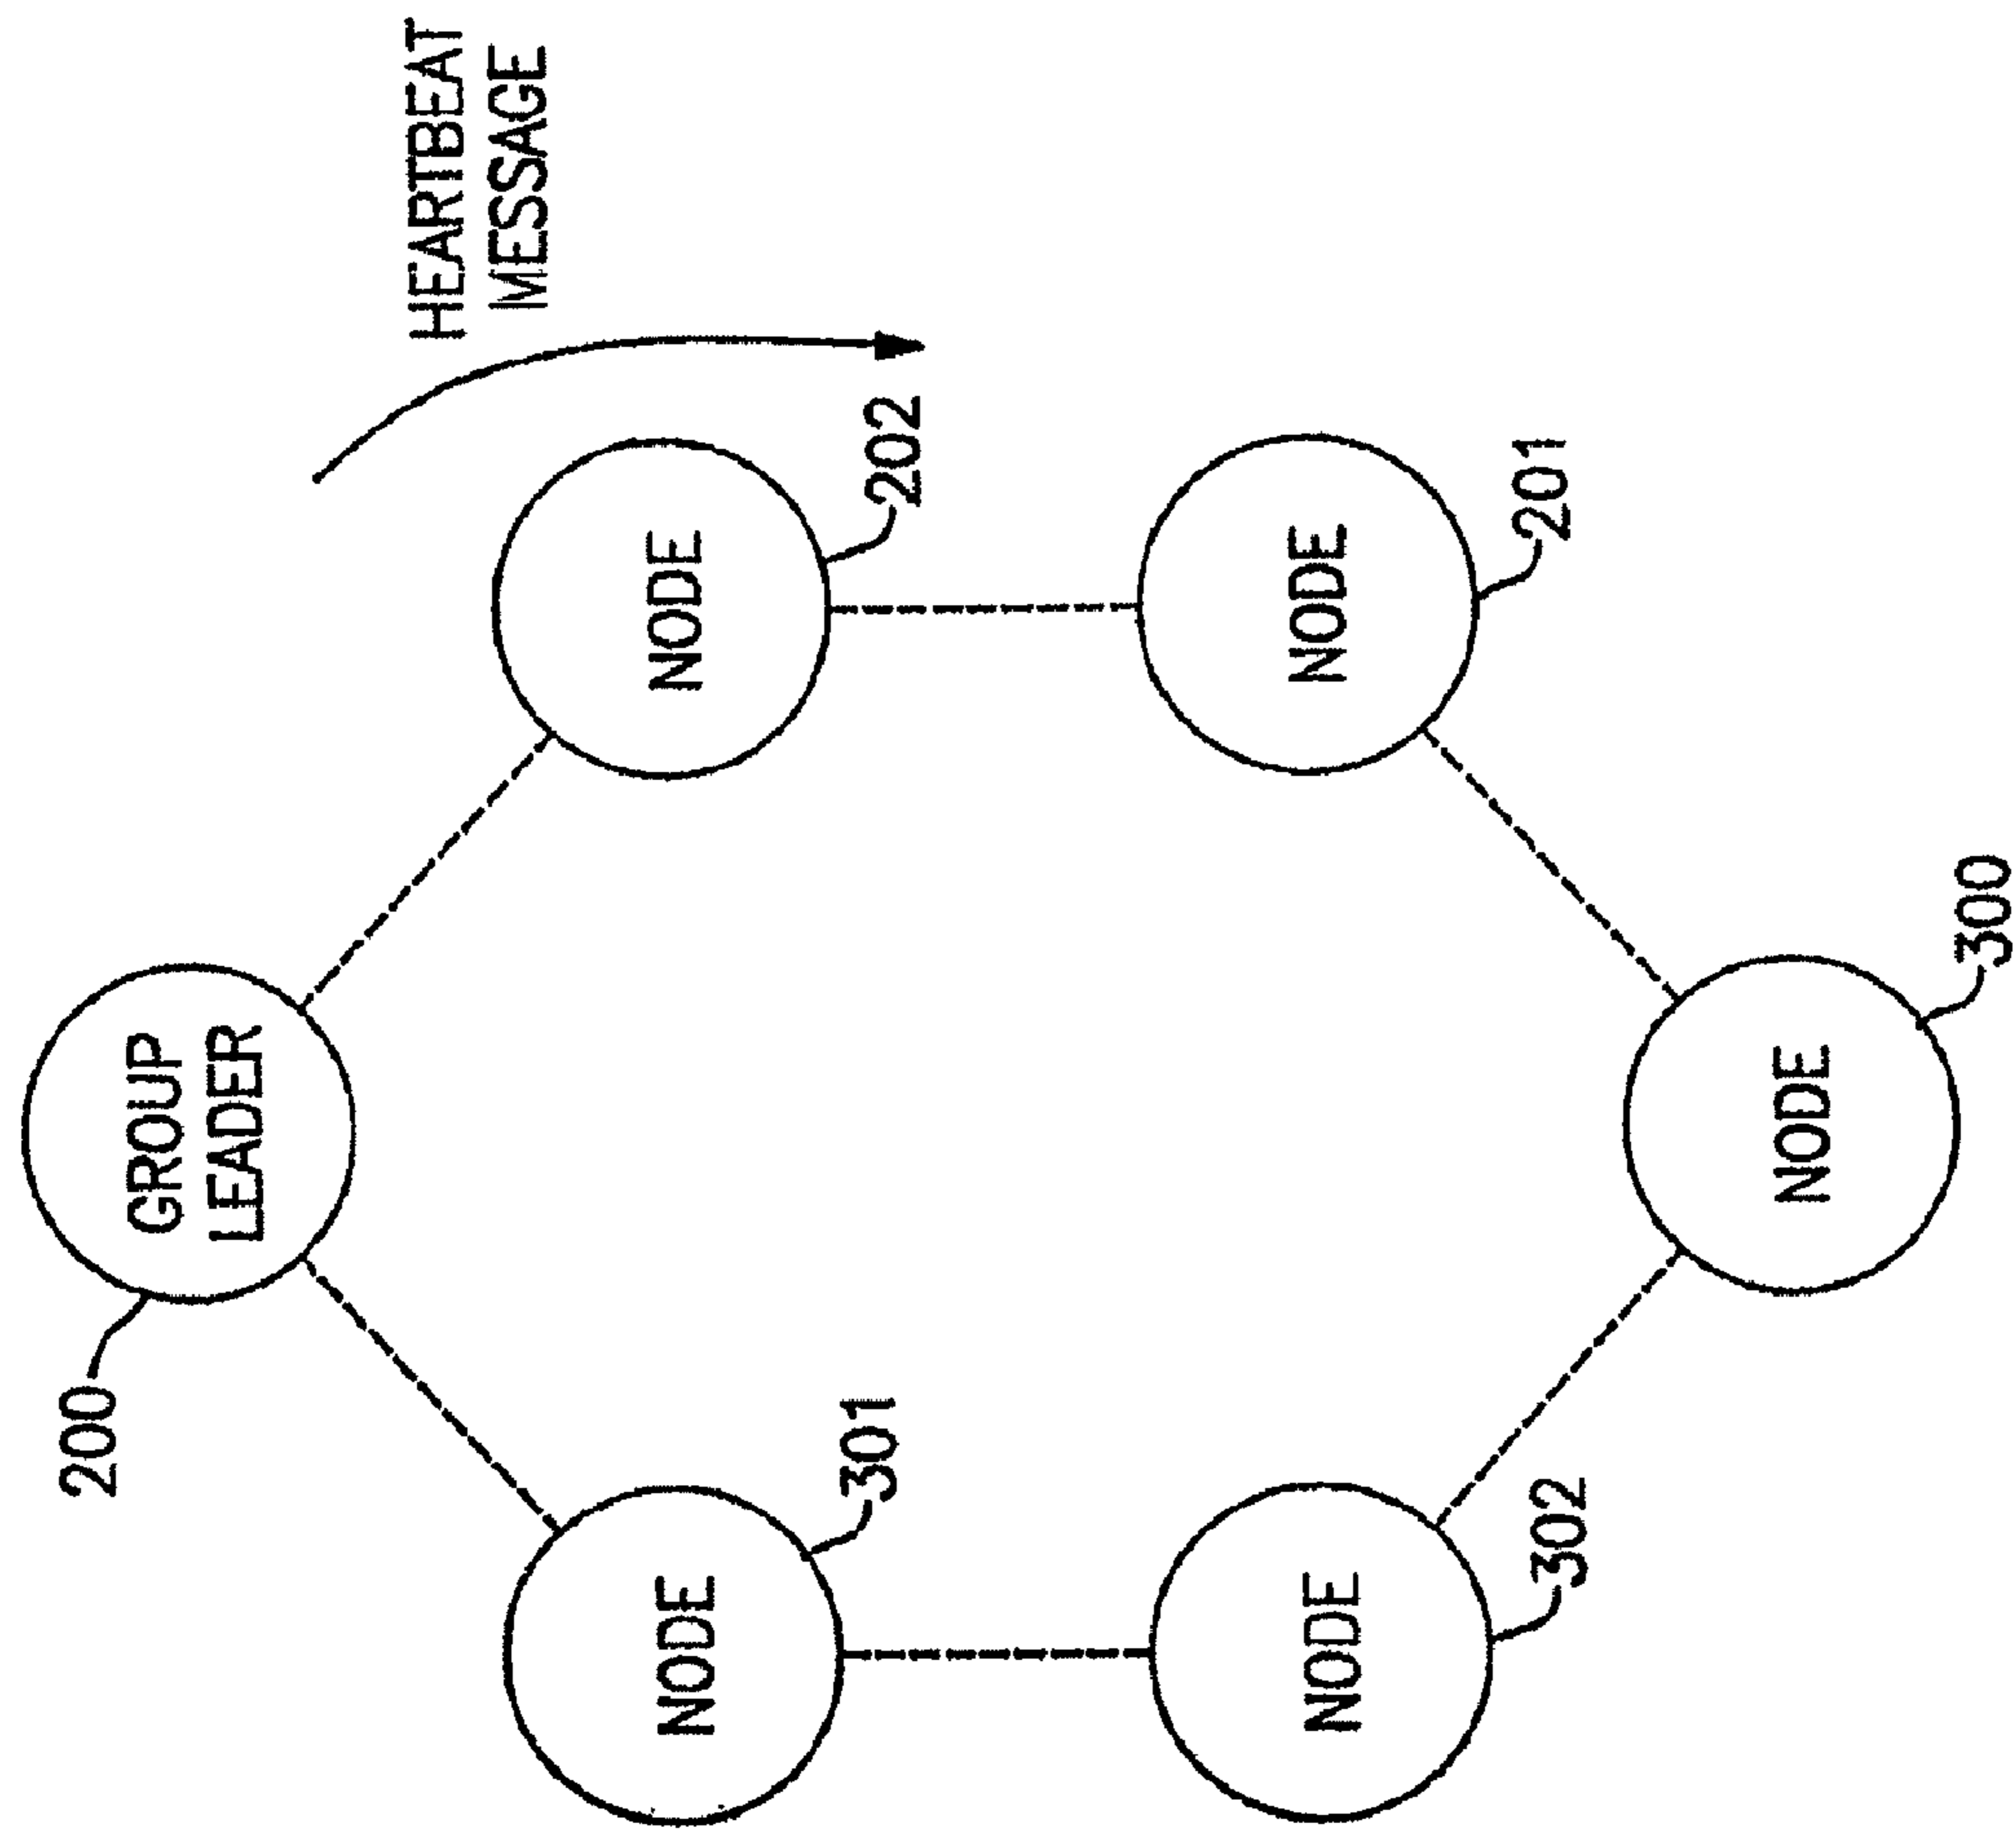 HEARTBEAT
MESSAGE
NODE
202
NODE
201
GROUP
LEADER
200
NODE
300
NODE
301
NODE
302